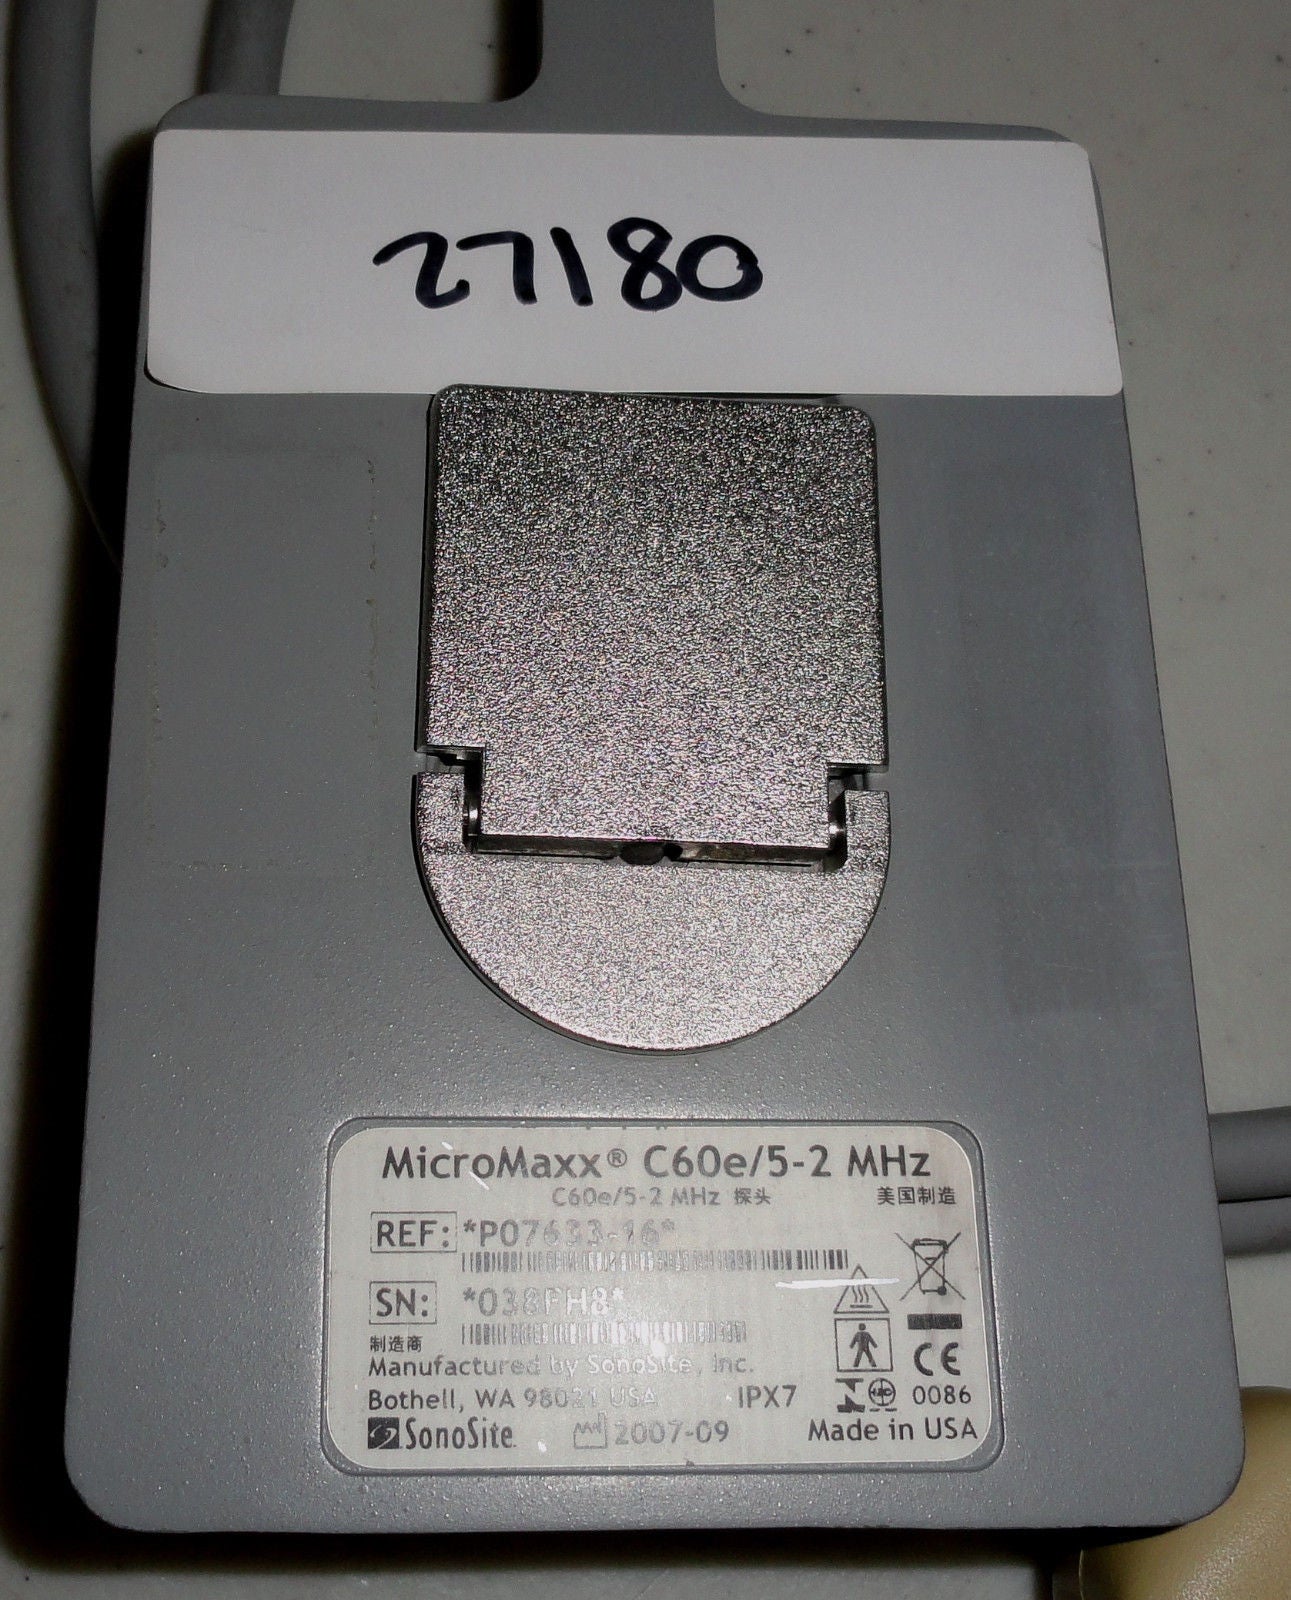 27180
MicroMaxx® C60e/5-2 MHz
C60e/5-2 MHz 探头 美国制造
REF: *P07633-16*
SN: *038FH8*
制造商
Manufactured by SonoSite, Inc.
Bothell, WA 98021 USA IPX7
CE 0086
SonoSite 2007-09 Made in USA